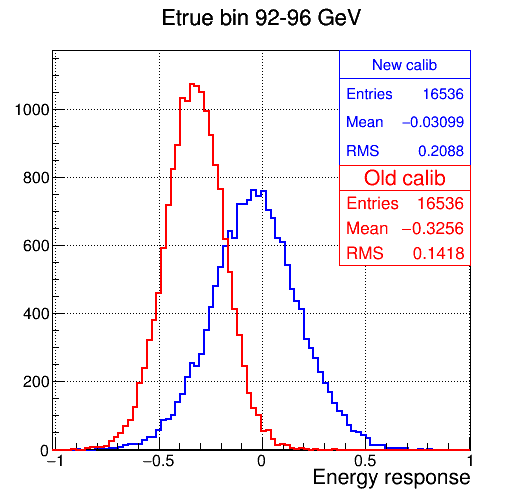 Etrue bin 92-96 GeV
New calib
Entries 16536
Mean −0.03099
RMS 0.2088
Old calib
Entries 16536
Mean −0.3256
RMS 0.1418
1000
800
600
400
200
0
−1 −0.5 0 0.5 1
Energy response